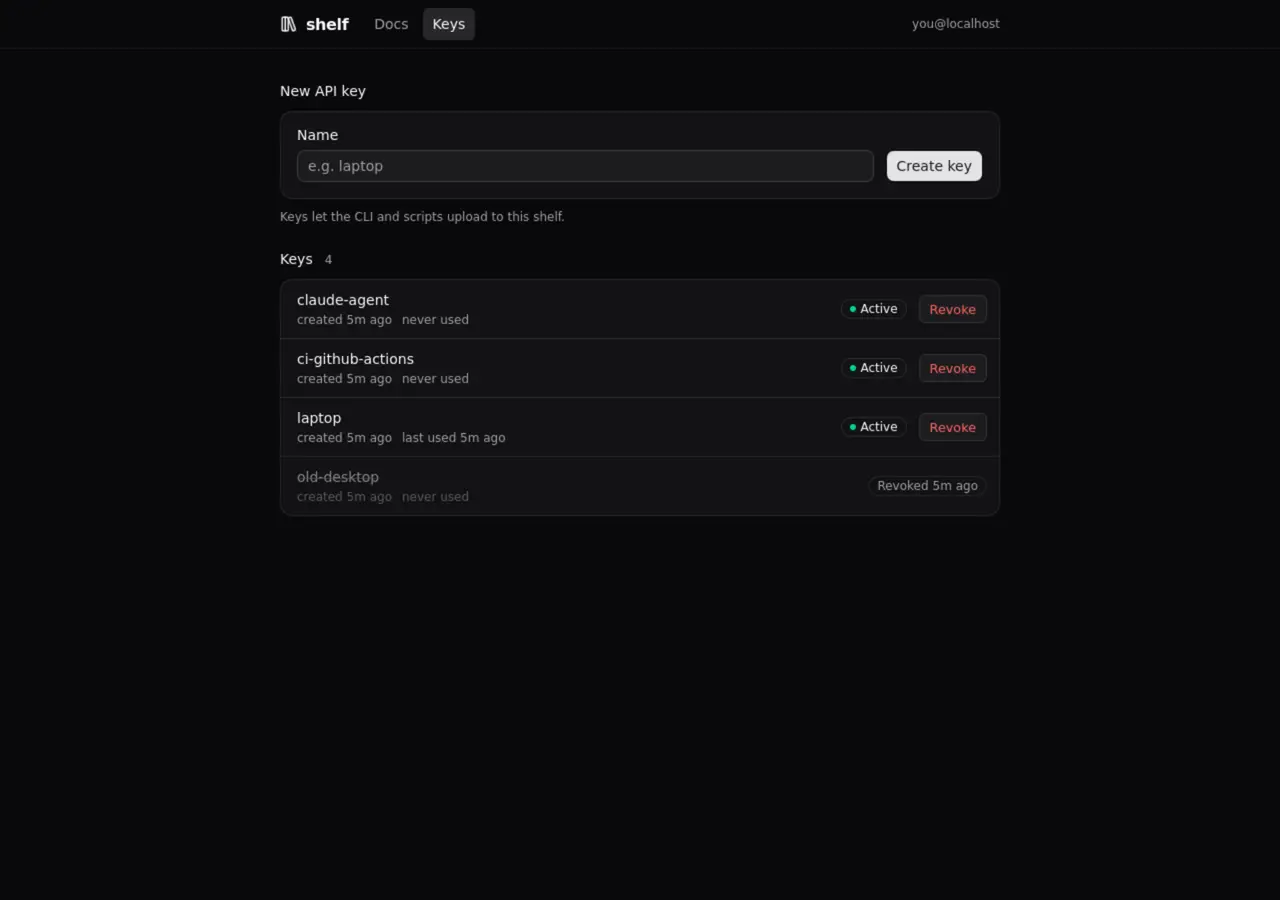 shelf Docs Keys you@localhost
New API key
Name
e.g. laptop Create key
Keys let the CLI and scripts upload to this shelf.
Keys 4
claude-agent
created 5m ago never used
Active Revoke
ci-github-actions
created 5m ago never used
Active Revoke
laptop
created 5m ago last used 5m ago
Active Revoke
old-desktop
created 5m ago never used
Revoked 5m ago